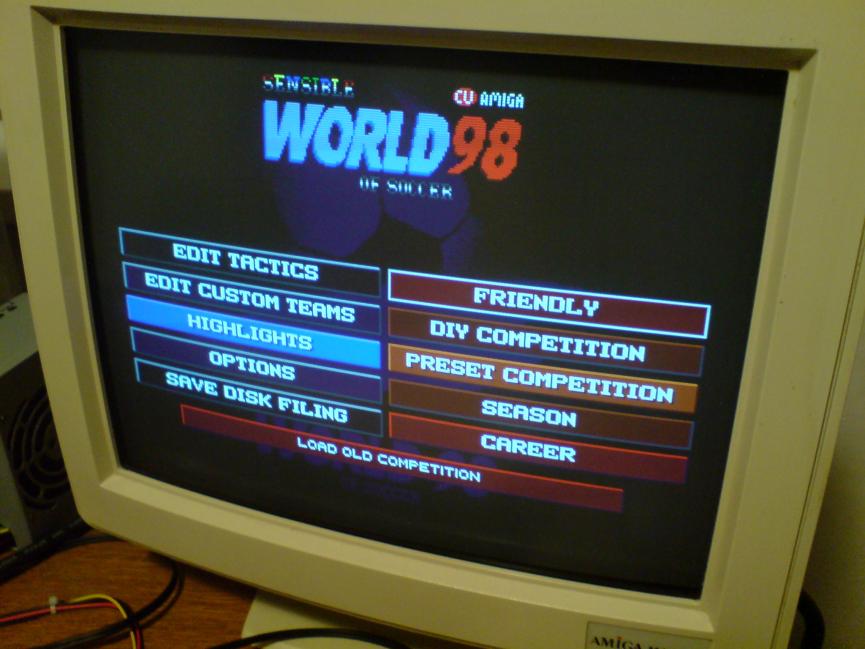 SENSIBLE
CU AMIGA
WORLD 98
OF SOCCER
EDIT TACTICS
EDIT CUSTOM TEAMS
HIGHLIGHTS
OPTIONS
SAVE DISK FILING
FRIENDLY
DIY COMPETITION
PRESET COMPETITION
SEASON
CAREER
LOAD OLD COMPETITION
AMIGA